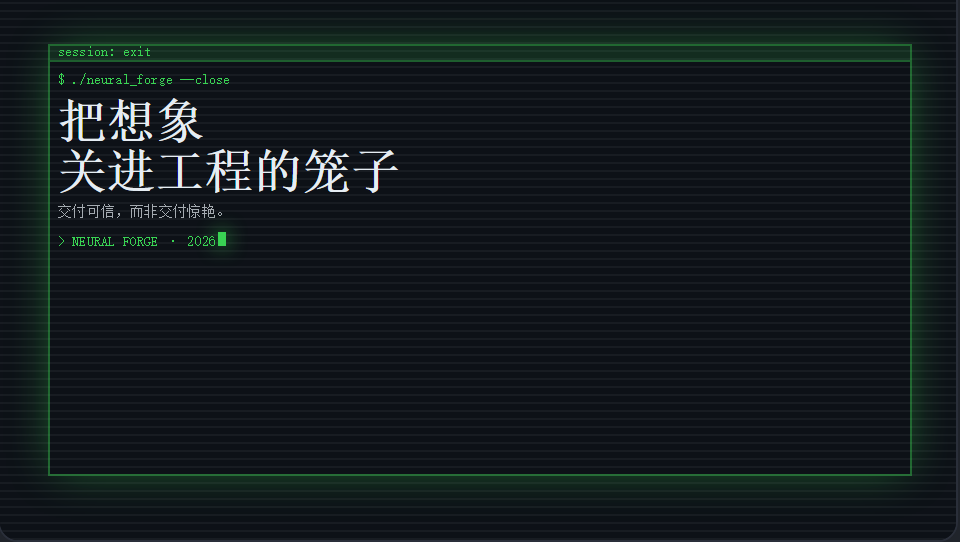 session: exit
$ ./neural_forge —close
把想象
关进工程的笼子
交付可信，而非交付惊艳。
> NEURAL FORGE · 2026